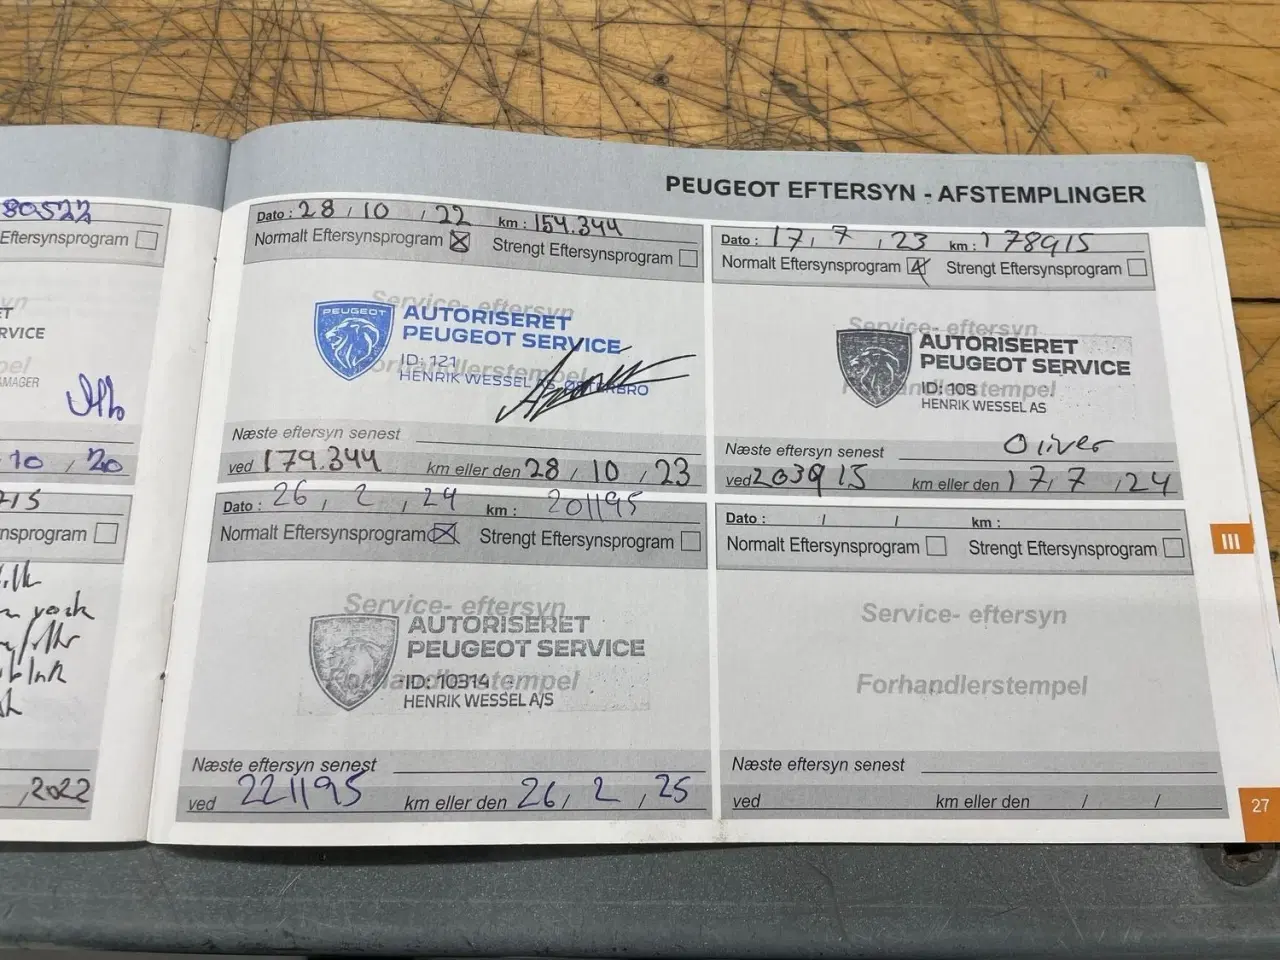 80522
Eftersynsprogram
RVICE
AMAGER
10 , 20
715
nsprogram
, 2022
PEUGEOT EFTERSYN - AFSTEMPLINGER
Dato : 28 / 10 , 22 km : 154.344
Normalt Eftersynsprogram Strengt Eftersynsprogram
Service- eftersyn
PEUGEOT
AUTORISERET
PEUGEOT SERVICE
Forhandlerstempel
ID: 121
HENRIK WESSEL AS, ØSTERBRO
Næste eftersyn senest
ved 179.344 km eller den 28 / 10 , 23
Dato : 17, 7 , 23 km : 178915
Normalt Eftersynsprogram Strengt Eftersynsprogram
Service- eftersyn
AUTORISERET
PEUGEOT SERVICE
Forhandlerstempel
ID: 108
HENRIK WESSEL AS
Oliver
Næste eftersyn senest
ved 203915 km eller den 17, 7 , 24
Dato : 26 , 2 , 24 km : 201195
Normalt Eftersynsprogram Strengt Eftersynsprogram
Service- eftersyn
AUTORISERET
PEUGEOT SERVICE
Forhandlerstempel
ID: 10314
HENRIK WESSEL A/S
Næste eftersyn senest
ved 221195 km eller den 26 / 2 , 25
Dato : / / km :
Normalt Eftersynsprogram Strengt Eftersynsprogram
Service- eftersyn
Forhandlerstempel
Næste eftersyn senest
ved km eller den / /
III
27